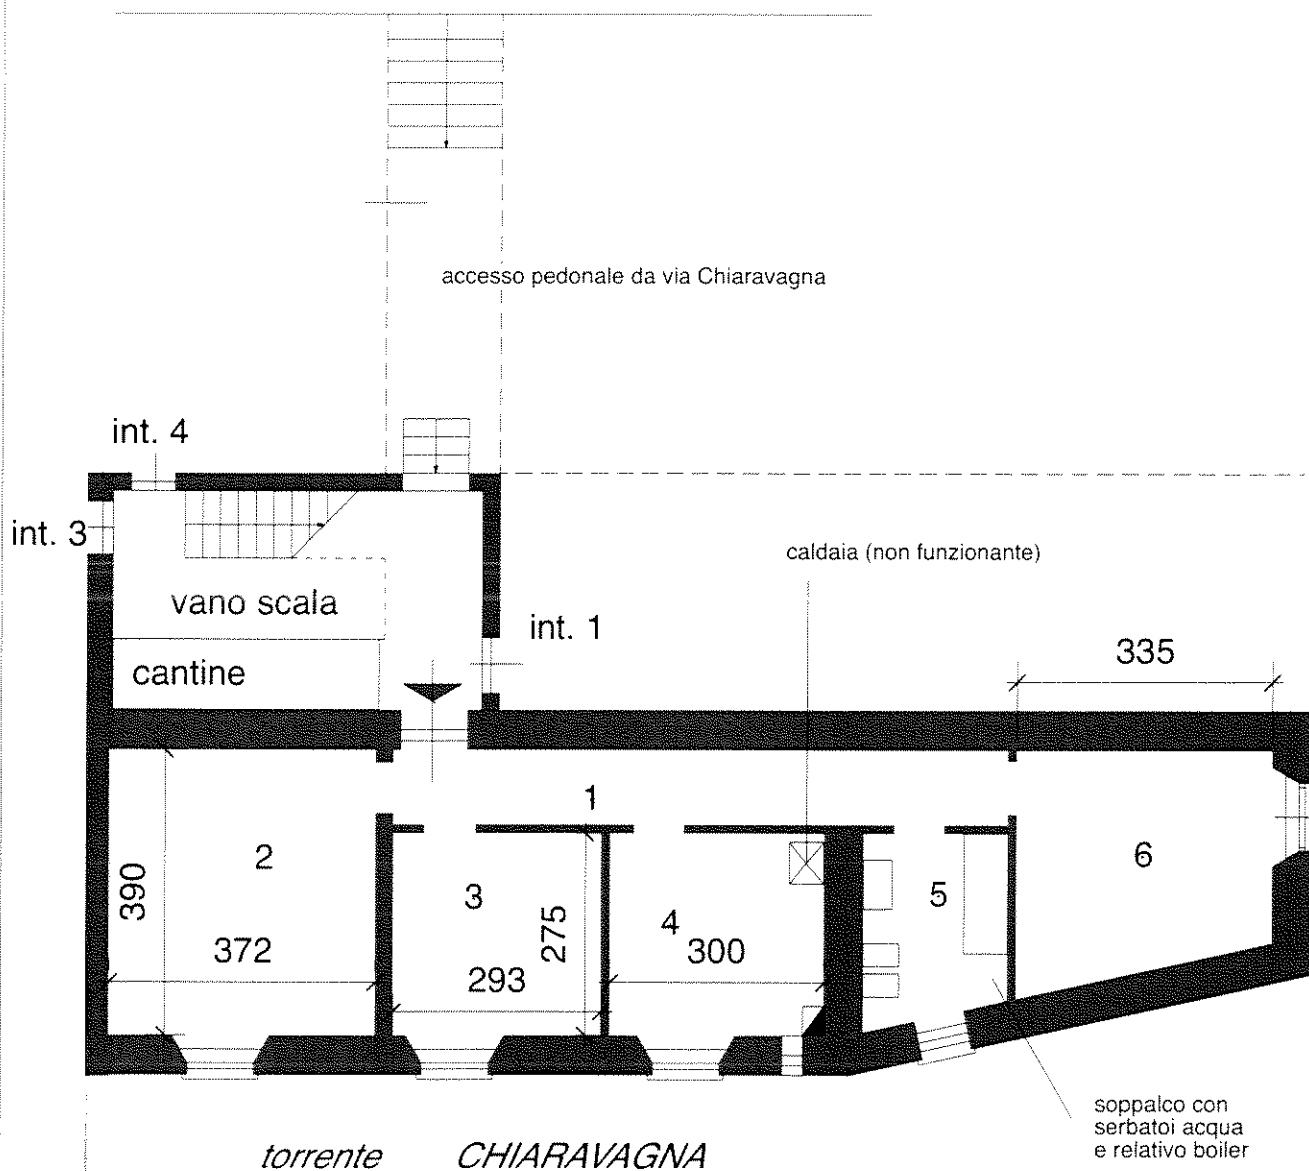 accesso pedonale da via Chiaravagna
int. 4
int. 3
caldaia (non funzionante)
vano scala
int. 1
cantine
335
1
2
6
390
3
5
275
4
372
300
293
soppalco con
serbatoi acqua
e relativo boiler
torrente CHIARAVAGNA